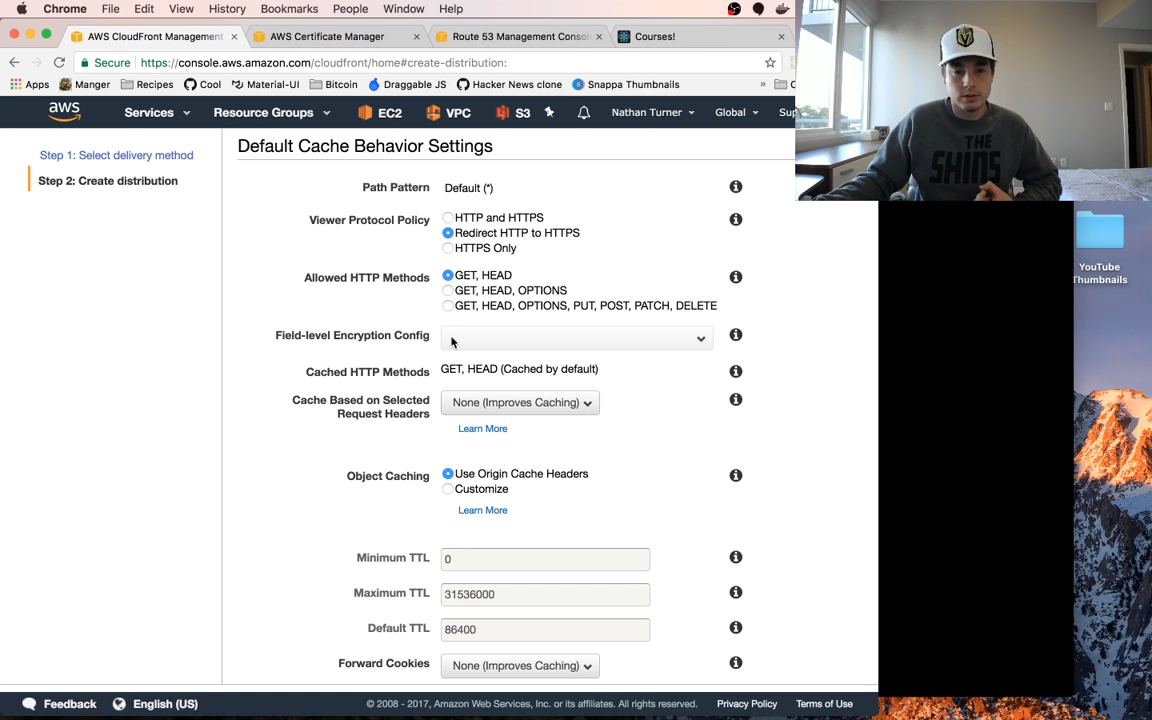 Chrome File Edit View History Bookmarks People Window Help
AWS CloudFront Management
AWS Certificate Manager
Route 53 Management Consol
Courses!
Secure https://console.aws.amazon.com/cloudfront/home#create-distribution:
Apps Manger Recipes Cool Material-UI Bitcoin Draggable JS Hacker News clone Snappa Thumbnails » C
aws Services Resource Groups EC2 VPC S3 Nathan Turner Global Sup
THE
SHINS
YouTube
Thumbnails
Step 1: Select delivery method
Step 2: Create distribution
Default Cache Behavior Settings
Path Pattern Default (*)
Viewer Protocol Policy HTTP and HTTPS
Redirect HTTP to HTTPS
HTTPS Only
Allowed HTTP Methods GET, HEAD
GET, HEAD, OPTIONS
GET, HEAD, OPTIONS, PUT, POST, PATCH, DELETE
Field-level Encryption Config
Cached HTTP Methods GET, HEAD (Cached by default)
Cache Based on Selected
Request Headers
None (Improves Caching)
Learn More
Object Caching Use Origin Cache Headers
Customize
Learn More
Minimum TTL 0
Maximum TTL 31536000
Default TTL 86400
Forward Cookies None (Improves Caching)
Feedback English (US) © 2008 - 2017, Amazon Web Services, Inc. or its affiliates. All rights reserved. Privacy Policy Terms of Use